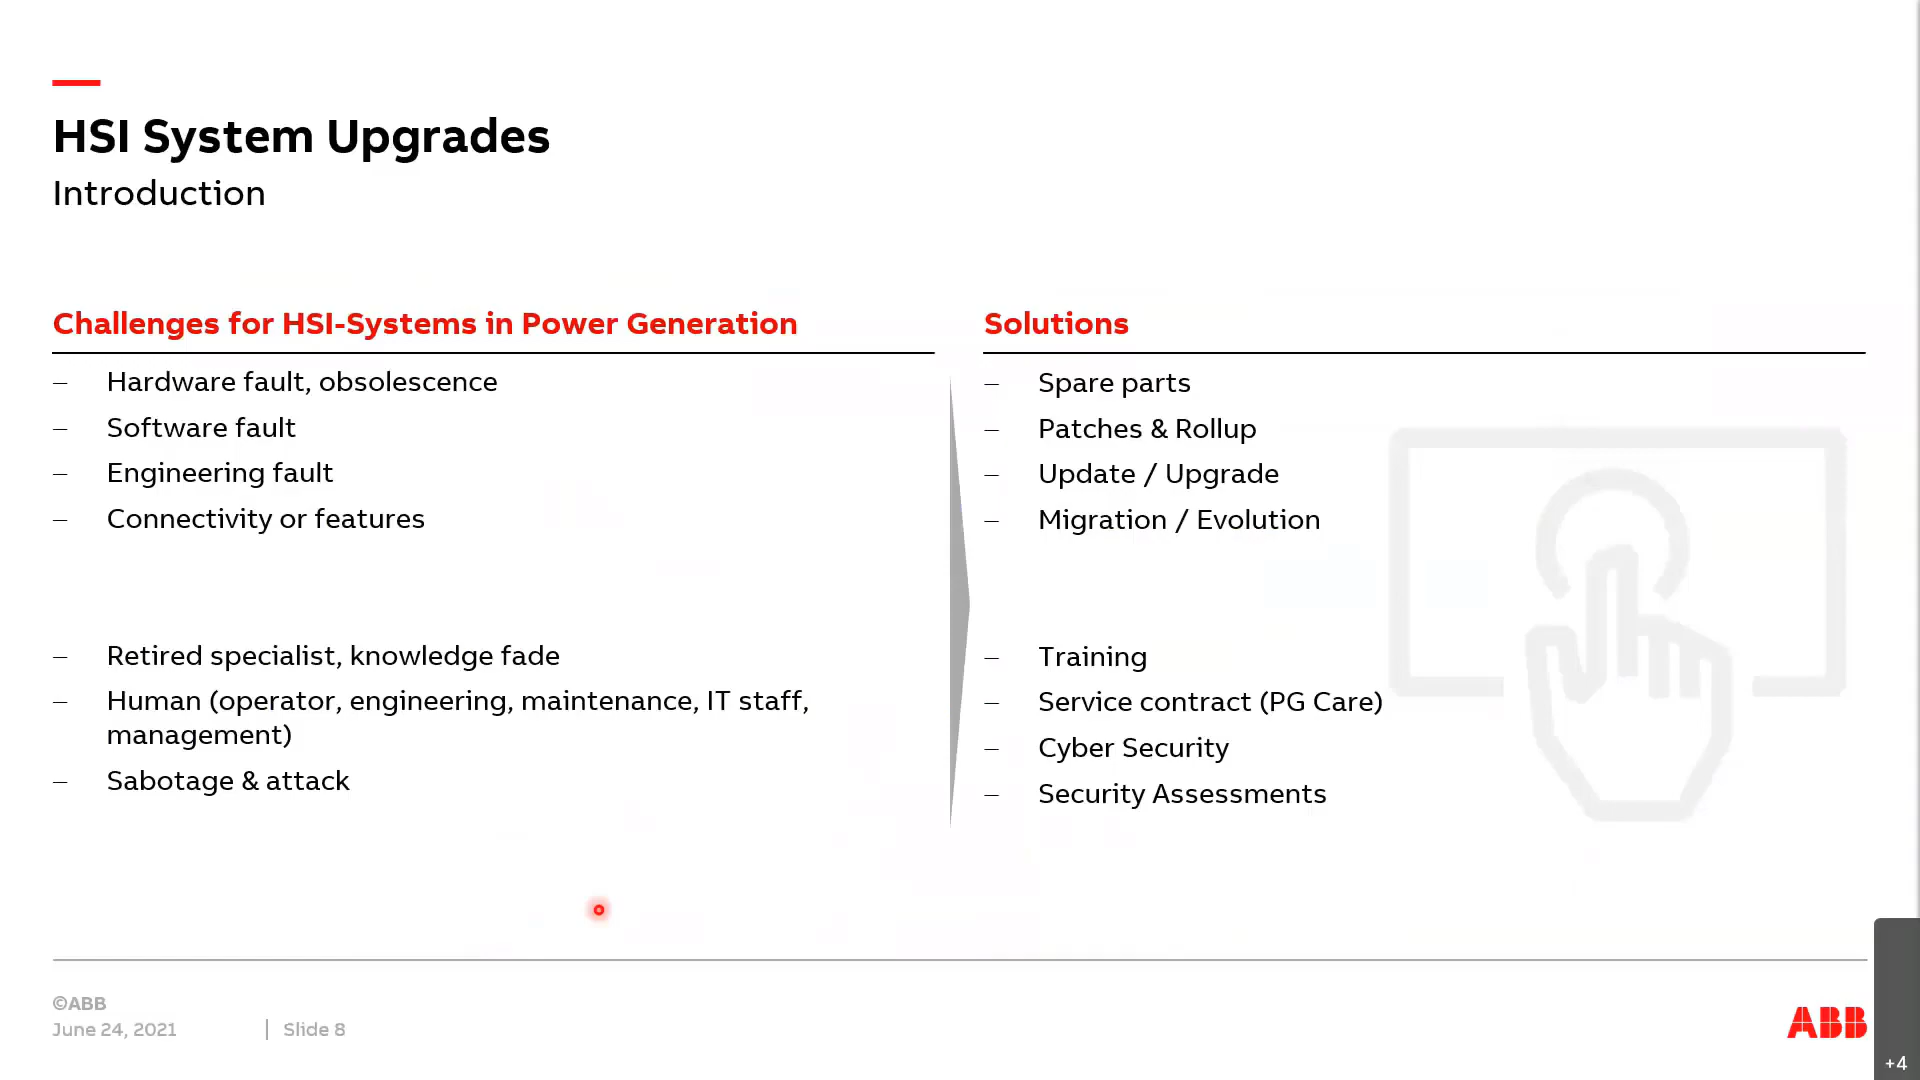 HSI System Upgrades
Introduction
Challenges for HSI-Systems in Power Generation
– Hardware fault, obsolescence
– Software fault
– Engineering fault
– Connectivity or features
– Retired specialist, knowledge fade
– Human (operator, engineering, maintenance, IT staff,
management)
– Sabotage & attack
Solutions
– Spare parts
– Patches & Rollup
– Update / Upgrade
– Migration / Evolution
– Training
– Service contract (PG Care)
– Cyber Security
– Security Assessments
©ABB
June 24, 2021 | Slide 8
ABB
+4